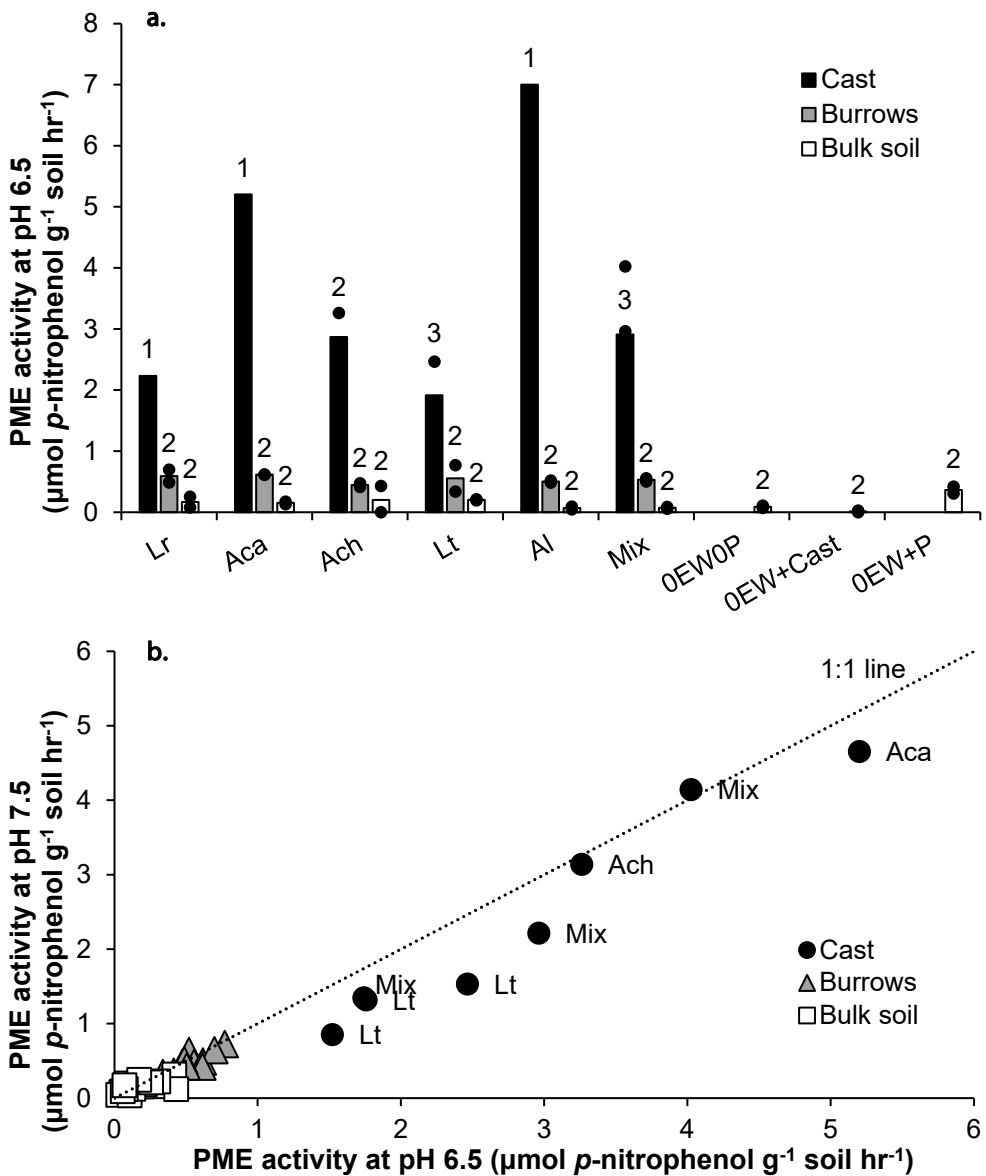 a.
PME activity at pH 6.5
(µmol p-nitrophenol g⁻¹ soil hr⁻¹)
8
7
6
5
4
3
2
1
0
Cast
Burrows
Bulk soil
1 2 2
1 2 2
2 2 2
3 2 2
1 2 2
3 2 2
2
2
2
Lr Aca Ach Lt Al Mix 0EW0P 0EW+Cast 0EW+P
b.
PME activity at pH 7.5
(µmol p-nitrophenol g⁻¹ soil hr⁻¹)
6
5
4
3
2
1
0
1:1 line
Aca
Mix
Ach
Mix
Lt
Mix
Lt
Lt
Cast
Burrows
Bulk soil
0 1 2 3 4 5 6
PME activity at pH 6.5 (µmol p-nitrophenol g⁻¹ soil hr⁻¹)